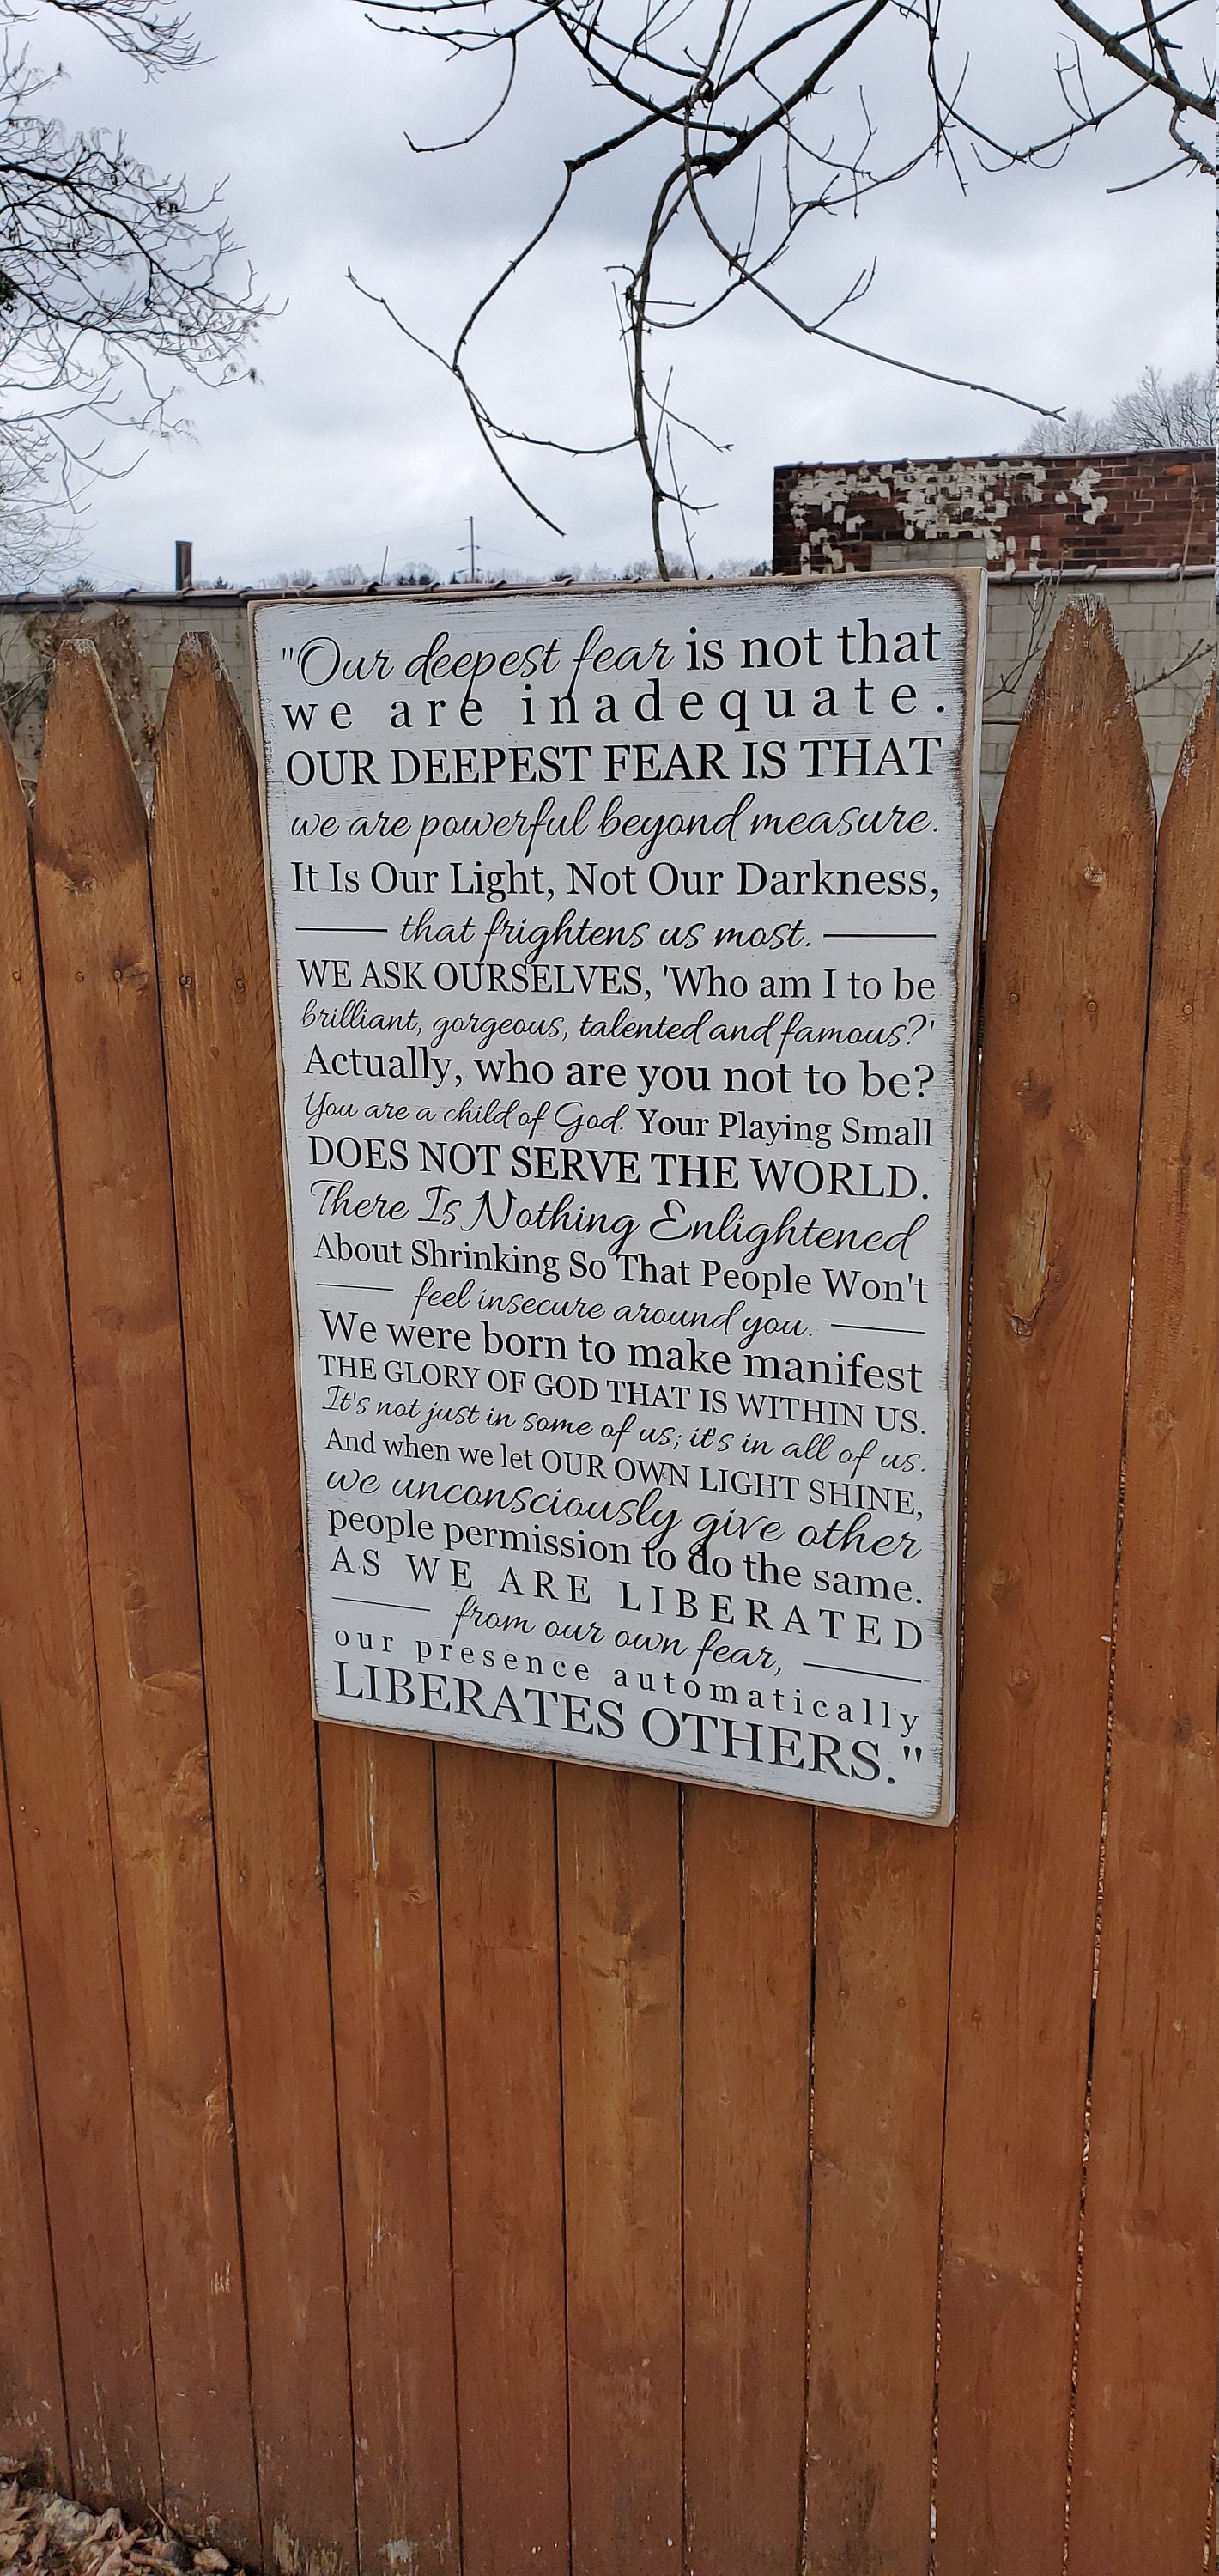 "Our deepest fear is not that
we are inadequate.
OUR DEEPEST FEAR IS THAT
we are powerful beyond measure.
It Is Our Light, Not Our Darkness,
that frightens us most.
WE ASK OURSELVES, 'Who am I to be
brilliant, gorgeous, talented and famous?'
Actually, who are you not to be?
You are a child of God. Your Playing Small
DOES NOT SERVE THE WORLD.
There Is Nothing Enlightened
About Shrinking So That People Won't
feel insecure around you.
We were born to make manifest
THE GLORY OF GOD THAT IS WITHIN US.
It's not just in some of us; it's in all of us.
And when we let OUR OWN LIGHT SHINE,
we unconsciously give other
people permission to do the same.
AS WE ARE LIBERATED
from our own fear,
our presence automatically
LIBERATES OTHERS."